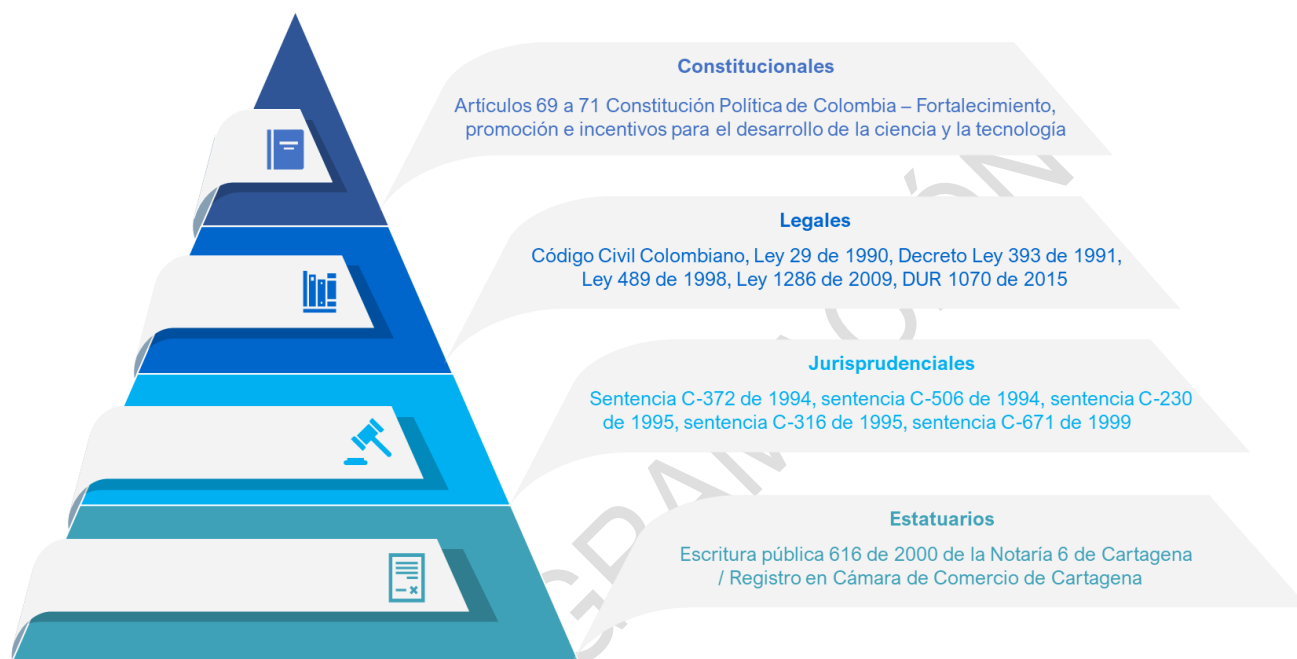 Constitucionales
Artículos 69 a 71 Constitución Política de Colombia – Fortalecimiento,
promoción e incentivos para el desarrollo de la ciencia y la tecnología
Legales
Código Civil Colombiano, Ley 29 de 1990, Decreto Ley 393 de 1991,
Ley 489 de 1998, Ley 1286 de 2009, DUR 1070 de 2015
Jurisprudenciales
Sentencia C-372 de 1994, sentencia C-506 de 1994, sentencia C-230
de 1995, sentencia C-316 de 1995, sentencia C-671 de 1999
Estatuarios
Escritura pública 616 de 2000 de la Notaría 6 de Cartagena
/ Registro en Cámara de Comercio de Cartagena